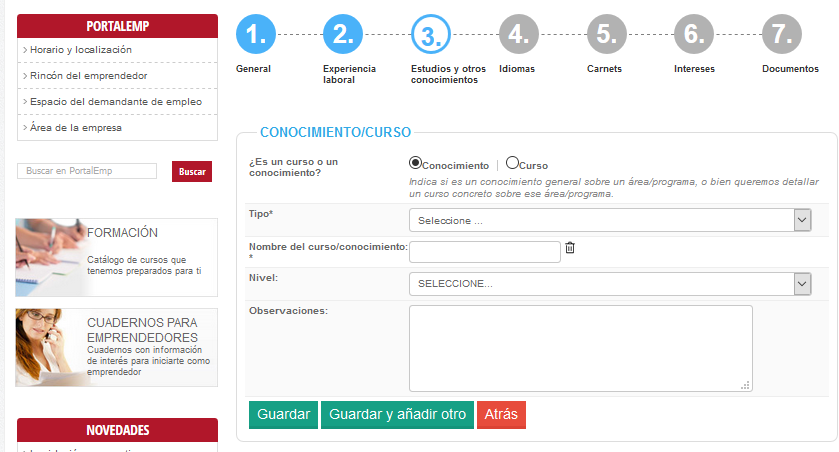 PORTALEMP
Horario y localización
Rincón del emprendedor
Espacio del demandante de empleo
Área de la empresa
Buscar en PortalEmp
Buscar
FORMACIÓN
Catálogo de cursos que
tenemos preparados para ti
CUADERNOS PARA
EMPRENDEDORES
Cuadernos con información
de interés para iniciarte como
emprendedor
NOVEDADES
1.
General
2.
Experiencia
laboral
3.
Estudios y otros
conocimientos
4.
Idiomas
5.
Carnets
6.
Intereses
7.
Documentos
CONOCIMIENTO/CURSO
¿Es un curso o un
conocimiento?
Conocimiento | Curso
Indica si es un conocimiento general sobre un área/programa, o bien queremos detallar
un curso concreto sobre ese área/programa.
Tipo*
Seleccione ...
Nombre del curso/conocimiento:
*
Nivel:
SELECCIONE...
Observaciones:
Guardar
Guardar y añadir otro
Atrás